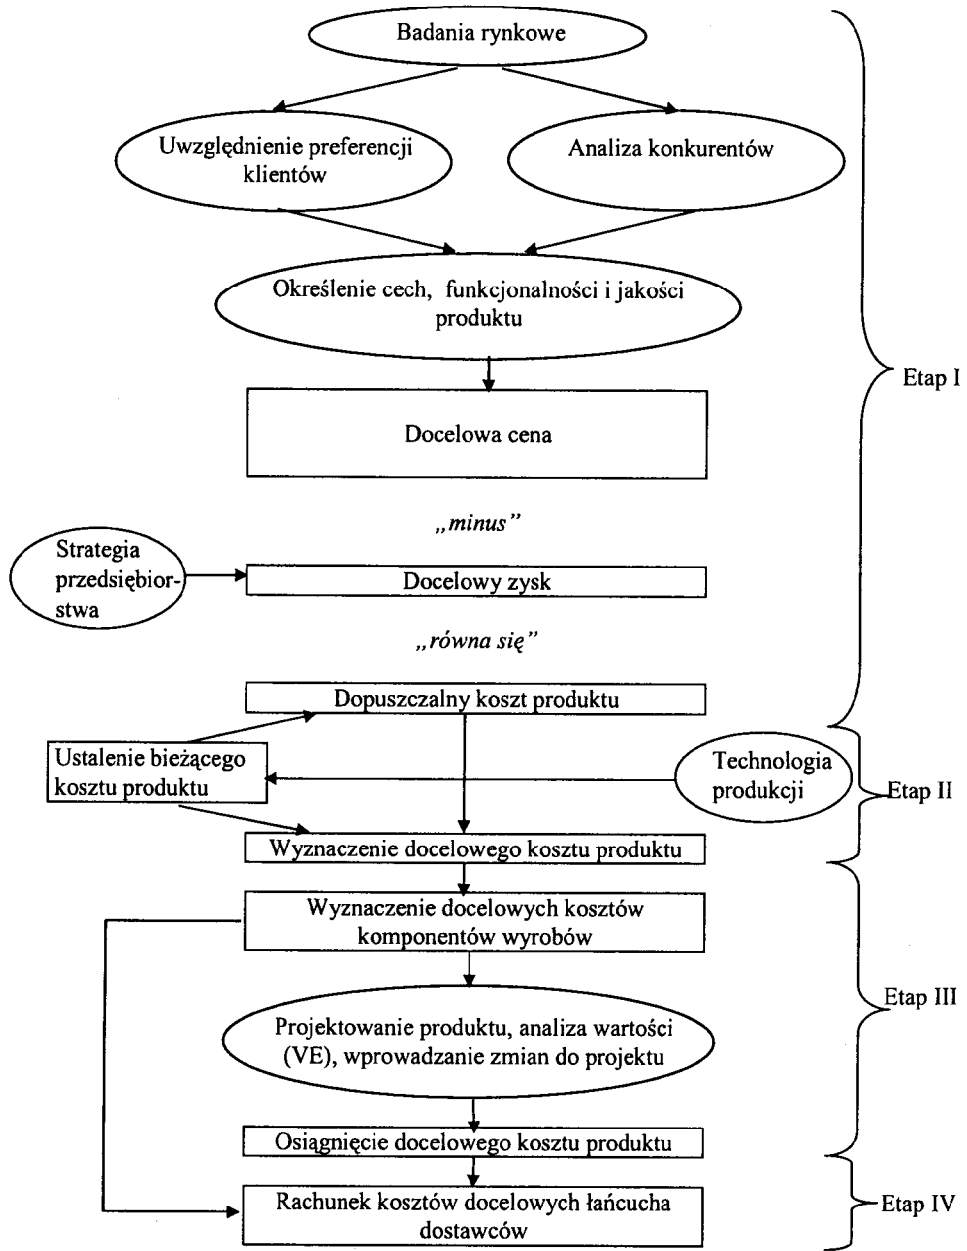 Badania rynkowe
Uwzględnienie preferencji
klientów
Analiza konkurentów
Określenie cech, funkcjonalności i jakości
produktu
Etap I
Docelowa cena
„minus”
Strategia
przedsiębior-
stwa
Docelowy zysk
„równa się”
Dopuszczalny koszt produktu
Ustalenie bieżącego
kosztu produktu
Technologia
produkcji
Etap II
Wyznaczenie docelowego kosztu produktu
Wyznaczenie docelowych kosztów
komponentów wyrobów
Etap III
Projektowanie produktu, analiza wartości
(VE), wprowadzanie zmian do projektu
Osiągnięcie docelowego kosztu produktu
Rachunek kosztów docelowych łańcucha
dostawców
Etap IV